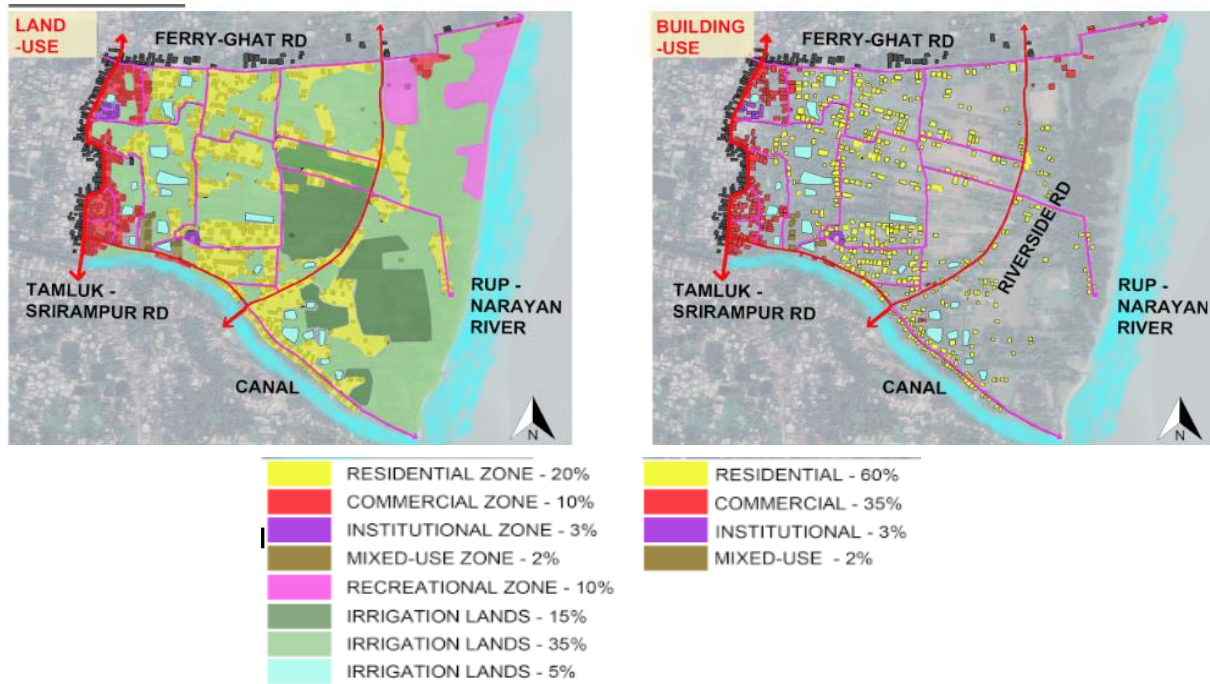 LAND
-USE
FERRY-GHAT RD
TAMLUK -
SRIRAMPUR RD
RUP -
NARAYAN
RIVER
CANAL
N
BUILDING
-USE
FERRY-GHAT RD
RIVERSIDE RD
TAMLUK -
SRIRAMPUR RD
RUP -
NARAYAN
RIVER
CANAL
N
RESIDENTIAL ZONE - 20%
COMMERCIAL ZONE - 10%
INSTITUTIONAL ZONE - 3%
MIXED-USE ZONE - 2%
RECREATIONAL ZONE - 10%
IRRIGATION LANDS - 15%
IRRIGATION LANDS - 35%
IRRIGATION LANDS - 5%
RESIDENTIAL - 60%
COMMERCIAL - 35%
INSTITUTIONAL - 3%
MIXED-USE - 2%